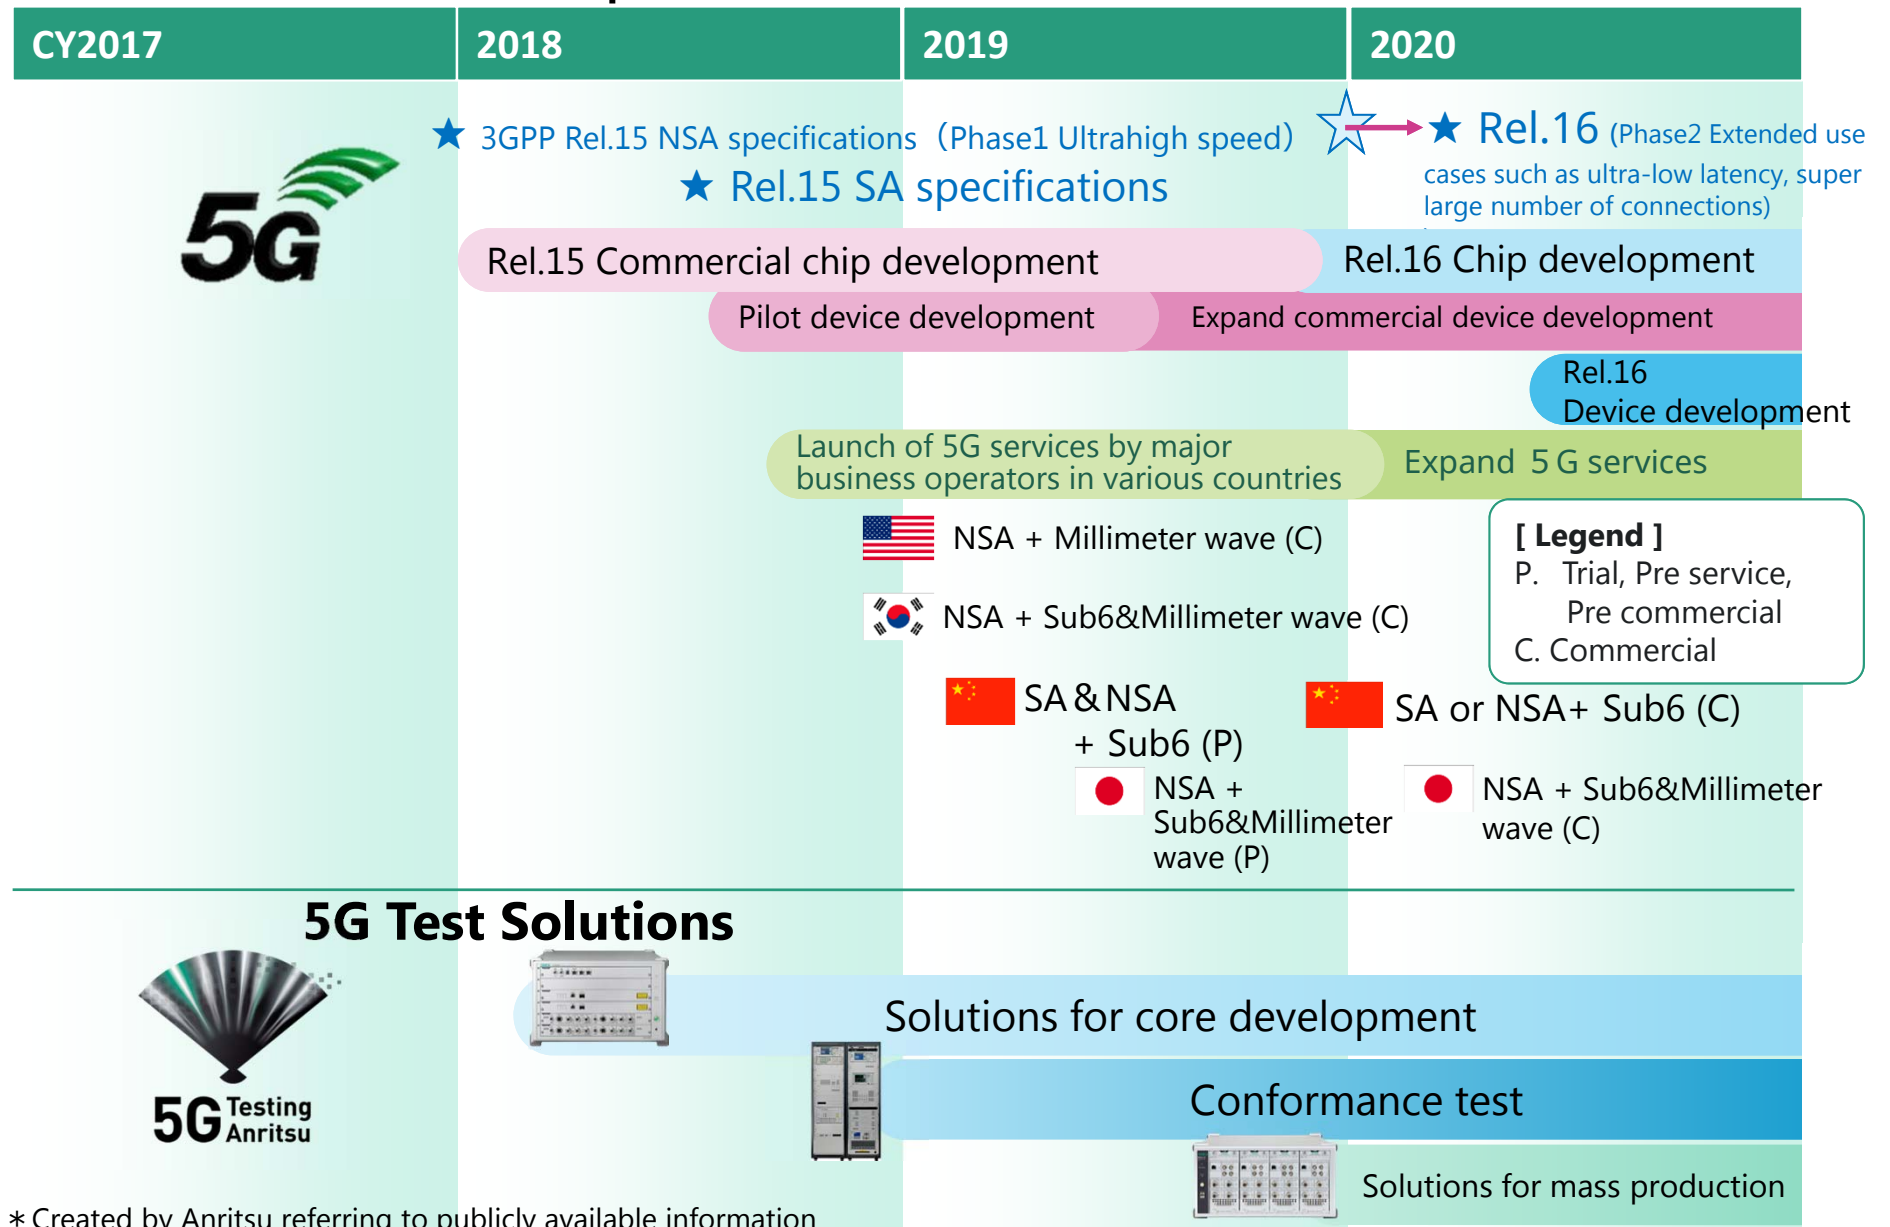 CY2017
2018
2019
2020
★ 3GPP Rel.15 NSA specifications（Phase1 Ultrahigh speed）
★ Rel.16 (Phase2 Extended use
cases such as ultra-low latency, super
large number of connections)
★ Rel.15 SA specifications
5G
Rel.15 Commercial chip development
Rel.16 Chip development
Pilot device development
Expand commercial device development
Rel.16
Device development
Launch of 5G services by major
business operators in various countries
Expand 5 G services
NSA + Millimeter wave (C)
NSA + Sub6&Millimeter wave (C)
[ Legend ]
P. Trial, Pre service,
Pre commercial
C. Commercial
SA&NSA
+ Sub6 (P)
SA or NSA+ Sub6 (C)
NSA +
Sub6&Millimeter
wave (P)
NSA + Sub6&Millimeter
wave (C)
5G Test Solutions
Solutions for core development
Conformance test
5G Testing
Anritsu
Solutions for mass production
＊Created by Anritsu referring to publicly available information